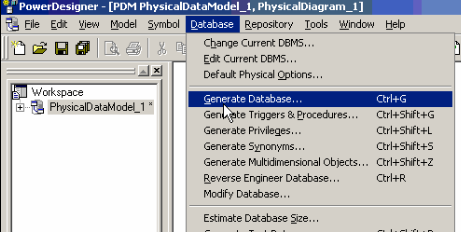 PowerDesigner - [PDM PhysicalDataModel_1, PhysicalDiagram_1]
File Edit View Model Symbol Database Repository Tools Window Help
Change Current DBMS...
Edit Current DBMS...
Default Physical Options...
Workspace
PhysicalDataModel_1 *
Generate Database... Ctrl+G
Generate Triggers & Procedures... Ctrl+Shift+G
Generate Privileges... Ctrl+Shift+L
Generate Synonyms... Ctrl+Shift+S
Generate Multidimensional Objects... Ctrl+Shift+Z
Reverse Engineer Database... Ctrl+R
Modify Database...
Estimate Database Size...